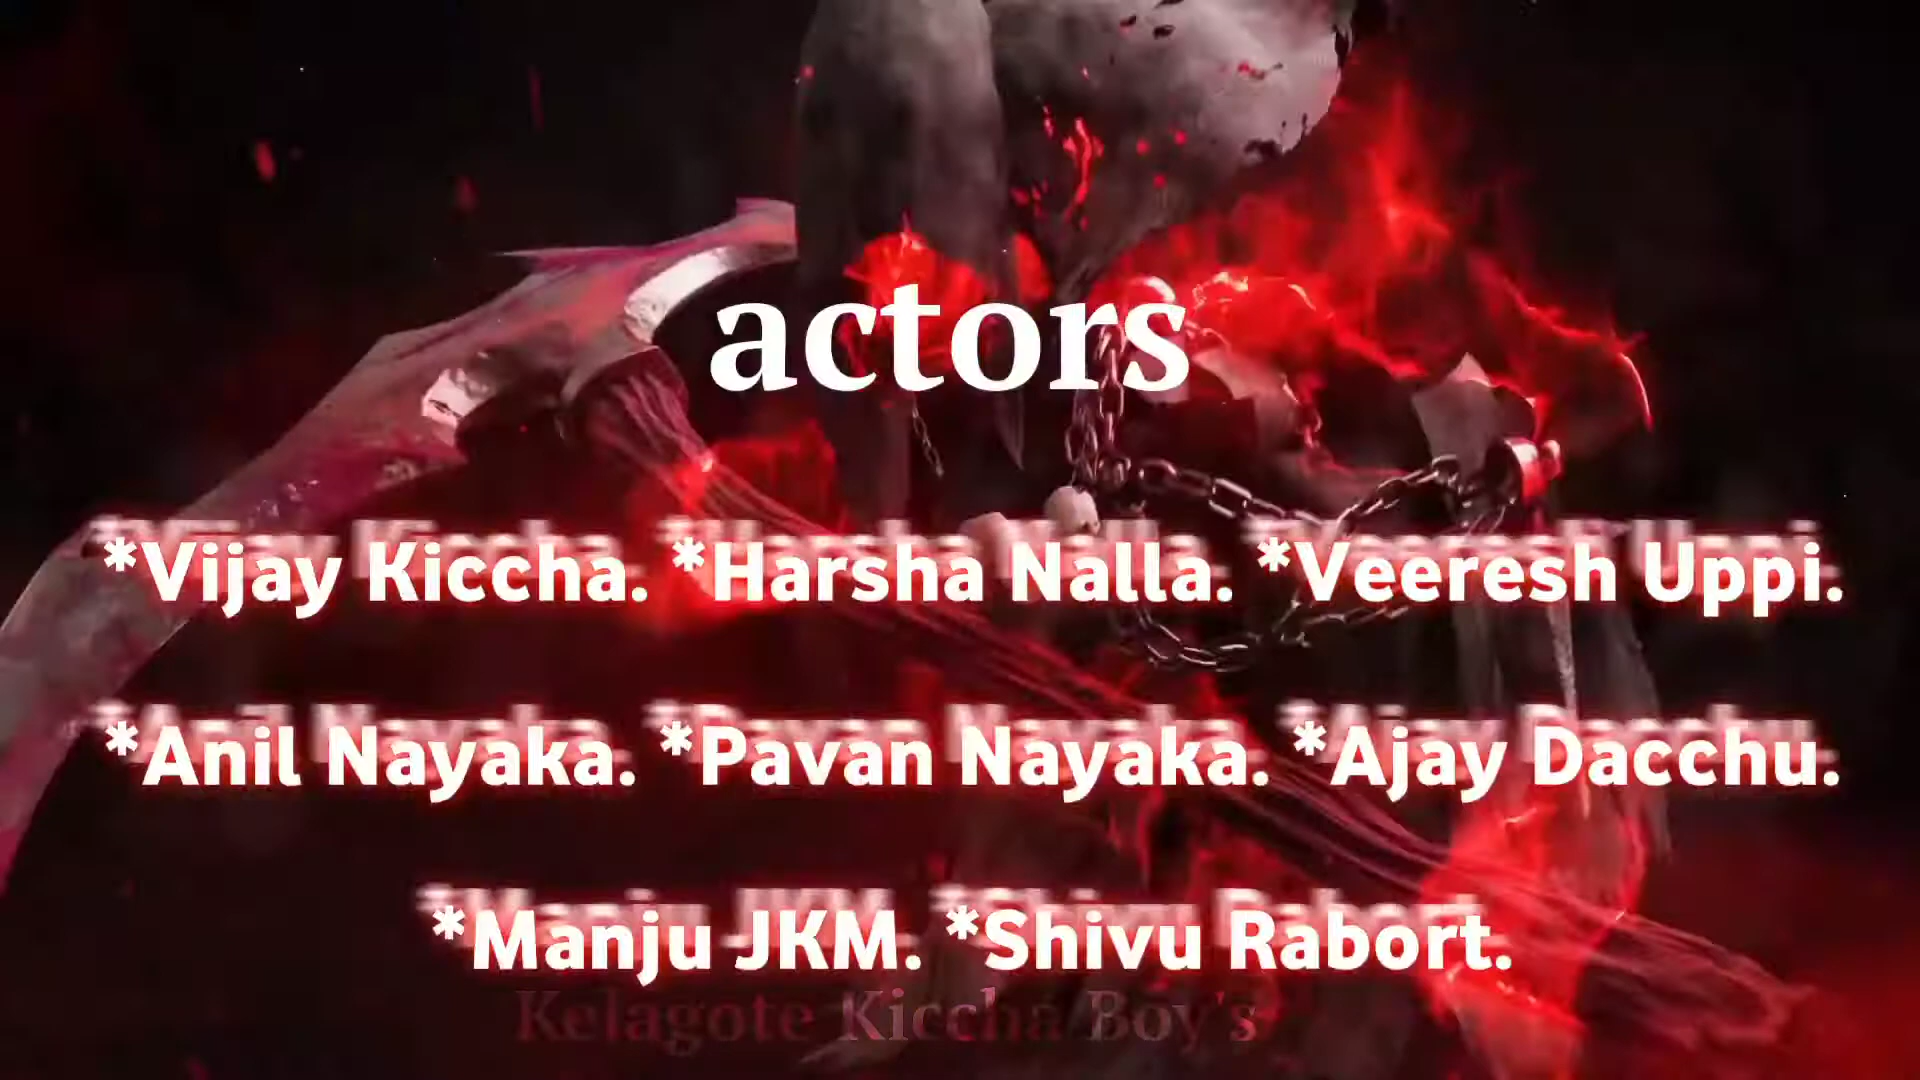 actors
*Vijay Kiccha. *Harsha Nalla. *Veeresh Uppi.
*Anil Nayaka. *Pavan Nayaka. *Ajay Dacchu.
*Manju JKM. *Shivu Rabort.
Kelagote Kiccha Boy's